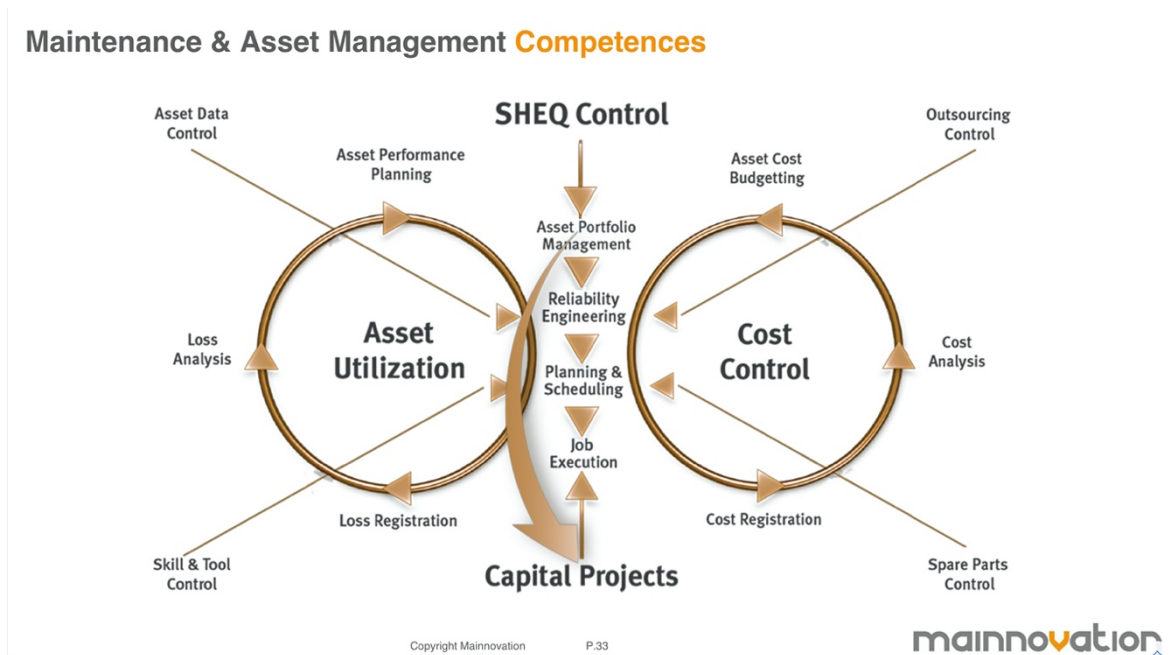 Maintenance & Asset Management Competences
Asset Data
Control
SHEQ Control
Outsourcing
Control
Asset Performance
Planning
Asset Cost
Budgetting
Asset Portfolio
Management
Reliability
Engineering
Loss
Analysis
Asset
Utilization
Planning &
Scheduling
Cost
Control
Cost
Analysis
Job
Execution
Loss Registration
Cost Registration
Skill & Tool
Control
Capital Projects
Spare Parts
Control
Copyright Mainnovation
P.33
mainnovation